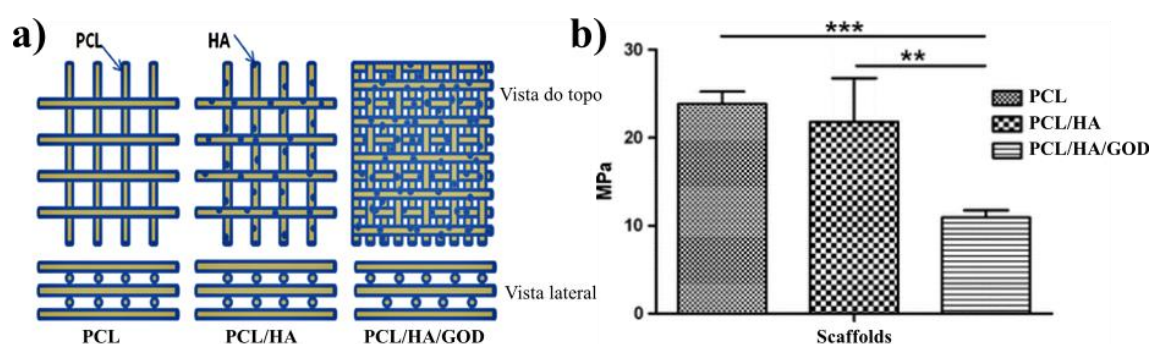 a)
PCL
HA
Vista do topo
Vista lateral
PCL
PCL/HA
PCL/HA/GOD
b)
***
**
30
20
10
0
MPa
PCL
PCL/HA
PCL/HA/GOD
Scaffolds